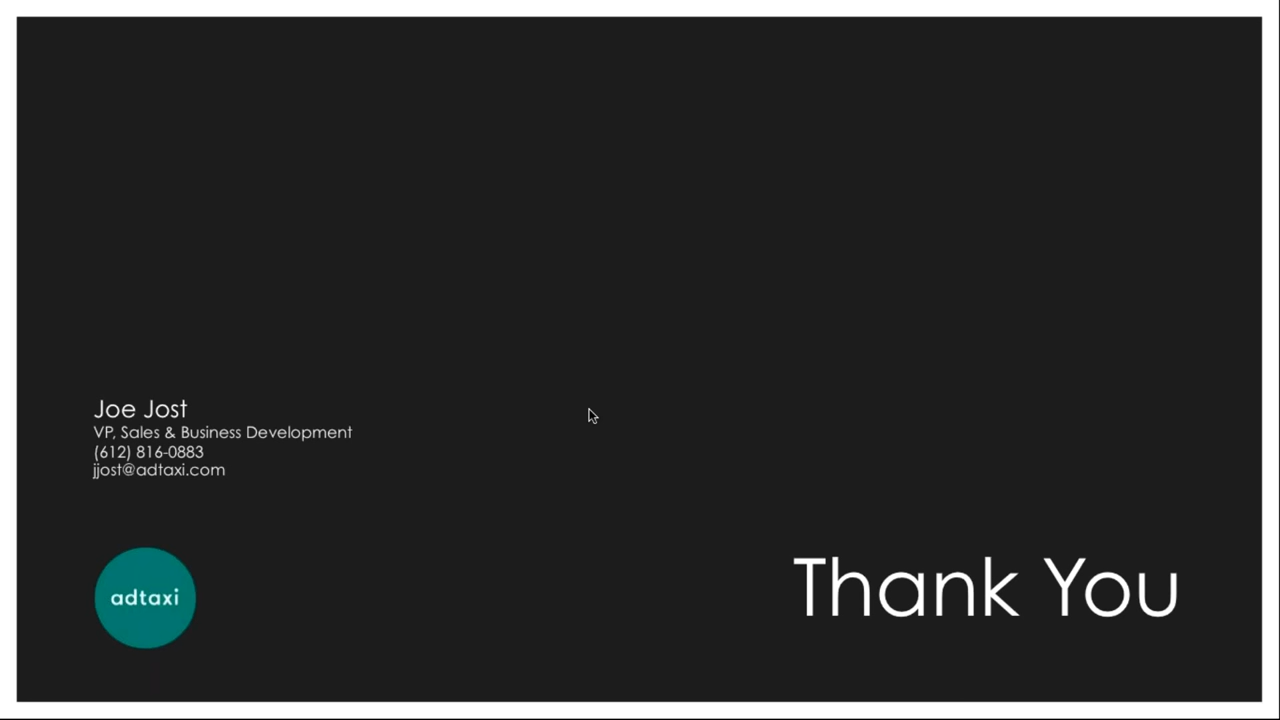 Joe Jost
VP, Sales & Business Development
(612) 816-0883
jjost@adtaxi.com
adtaxi
Thank You